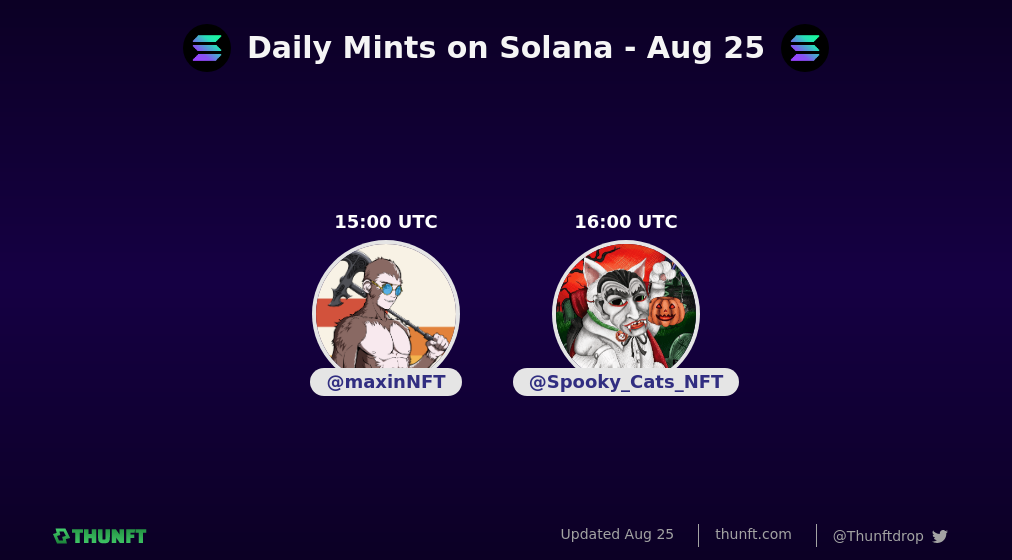 Daily Mints on Solana - Aug 25
15:00 UTC
16:00 UTC
@maxinNFT
@Spooky_Cats_NFT
THUNFT
Updated Aug 25
thunft.com
@Thunftdrop